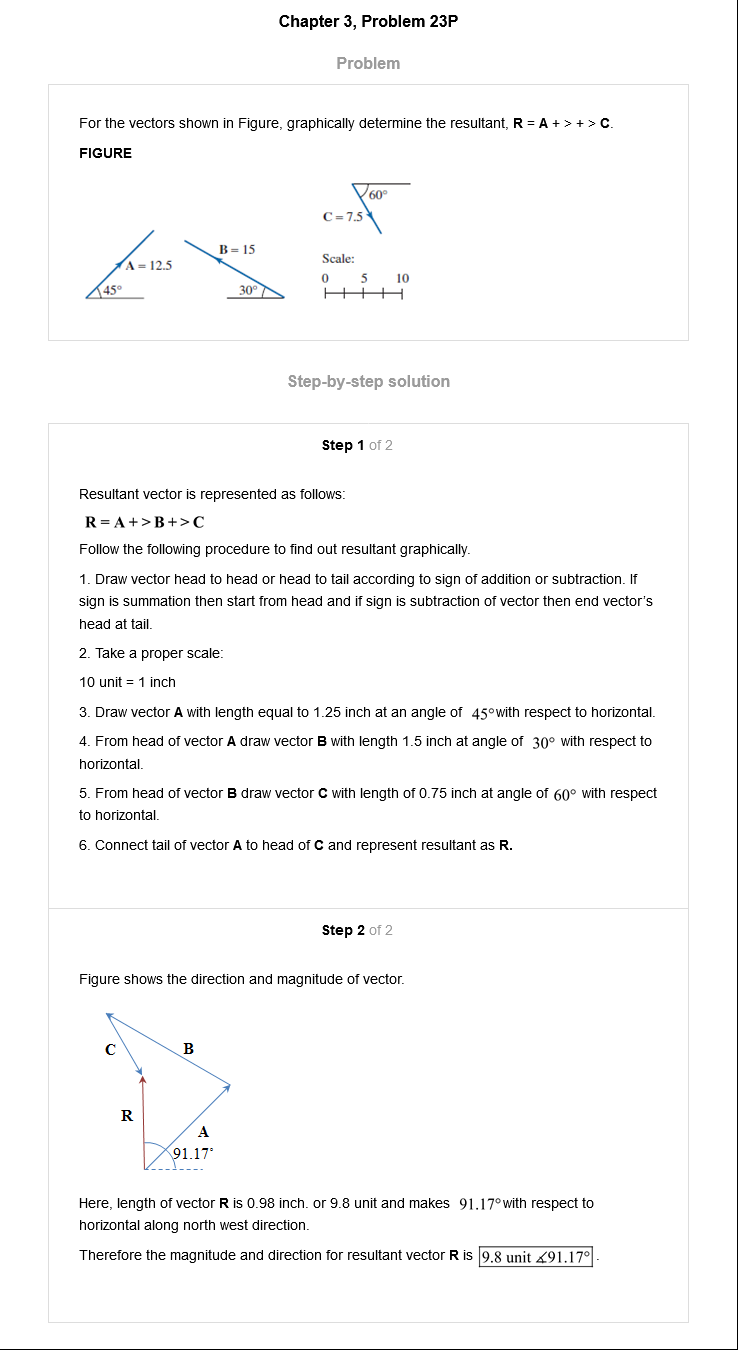 Chapter 3, Problem 23P
Problem
For the vectors shown in Figure, graphically determine the resultant, R = A + > + > C.
FIGURE
60°
C = 7.5
B = 15
A = 12.5
Scale:
0 5 10
45°
30°
Step-by-step solution
Step 1 of 2
Resultant vector is represented as follows:
R = A + > B + > C
Follow the following procedure to find out resultant graphically.
1. Draw vector head to head or head to tail according to sign of addition or subtraction. If
sign is summation then start from head and if sign is subtraction of vector then end vector's
head at tail.
2. Take a proper scale:
10 unit = 1 inch
3. Draw vector A with length equal to 1.25 inch at an angle of 45° with respect to horizontal.
4. From head of vector A draw vector B with length 1.5 inch at angle of 30° with respect to
horizontal.
5. From head of vector B draw vector C with length of 0.75 inch at angle of 60° with respect
to horizontal.
6. Connect tail of vector A to head of C and represent resultant as R.
Step 2 of 2
Figure shows the direction and magnitude of vector.
C
B
R
A
91.17°
Here, length of vector R is 0.98 inch. or 9.8 unit and makes 91.17° with respect to
horizontal along north west direction.
Therefore the magnitude and direction for resultant vector R is 9.8 unit ∡91.17° .